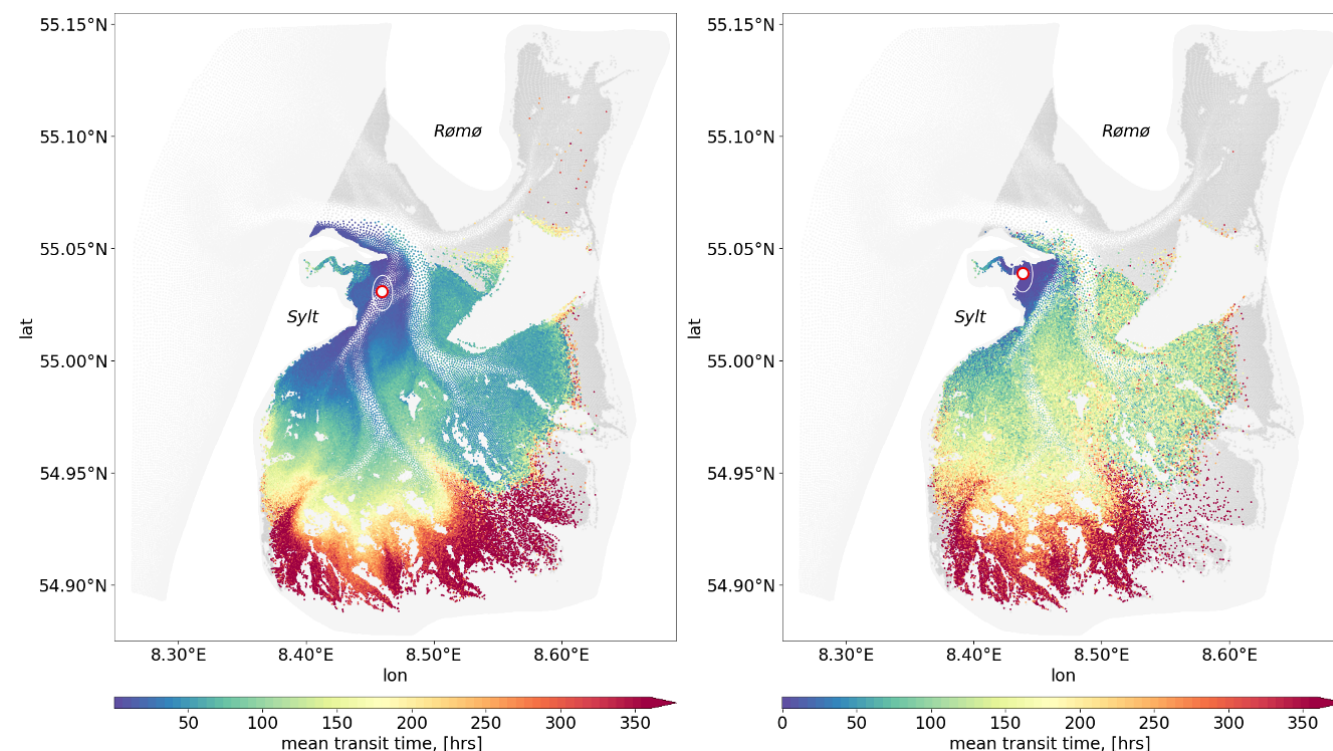 55.15°N
55.10°N
55.05°N
55.00°N
54.95°N
54.90°N
lat
Rømø
Sylt
8.30°E 8.40°E 8.50°E 8.60°E
lon
50 100 150 200 250 300 350
mean transit time, [hrs]
55.15°N
55.10°N
55.05°N
55.00°N
54.95°N
54.90°N
lat
Rømø
Sylt
8.30°E 8.40°E 8.50°E 8.60°E
lon
0 50 100 150 200 250 300 350
mean transit time, [hrs]